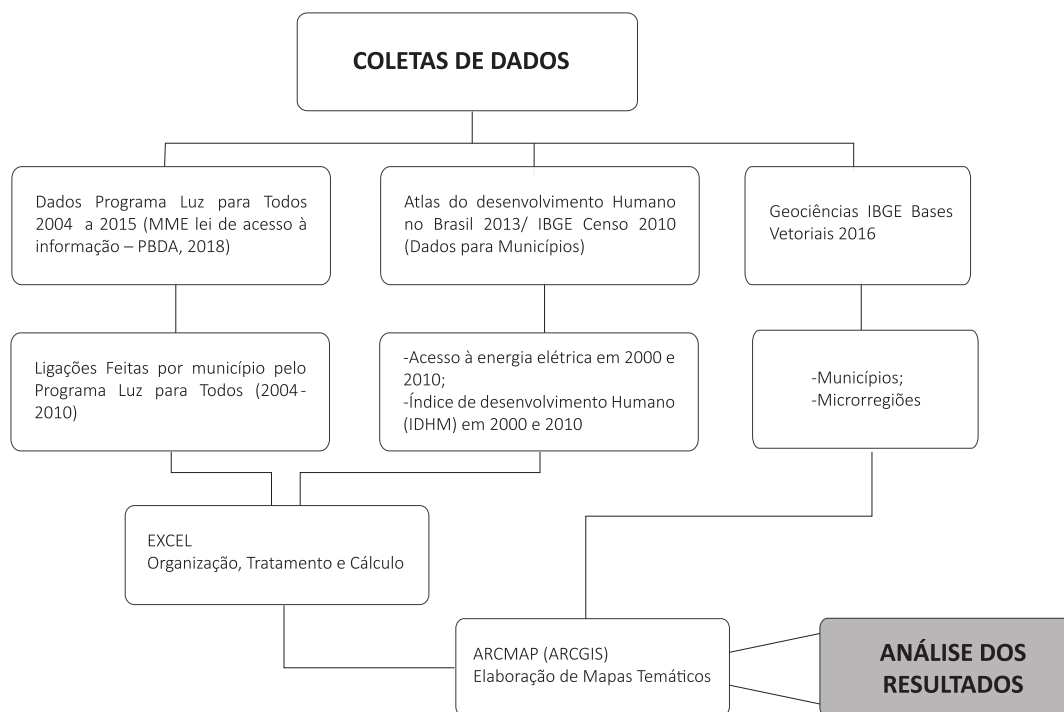 COLETAS DE DADOS
Dados Programa Luz para Todos
2004 a 2015 (MME lei de acesso à
informação – PBDA, 2018)
Atlas do desenvolvimento Humano
no Brasil 2013/ IBGE Censo 2010
(Dados para Municípios)
Geociências IBGE Bases
Vetoriais 2016
Ligações Feitas por município pelo
Programa Luz para Todos (2004-
2010)
-Acesso à energia elétrica em 2000 e
2010;
-Índice de desenvolvimento Humano
(IDHM) em 2000 e 2010
-Municípios;
-Microrregiões
EXCEL
Organização, Tratamento e Cálculo
ARCMAP (ARCGIS)
Elaboração de Mapas Temáticos
ANÁLISE DOS
RESULTADOS